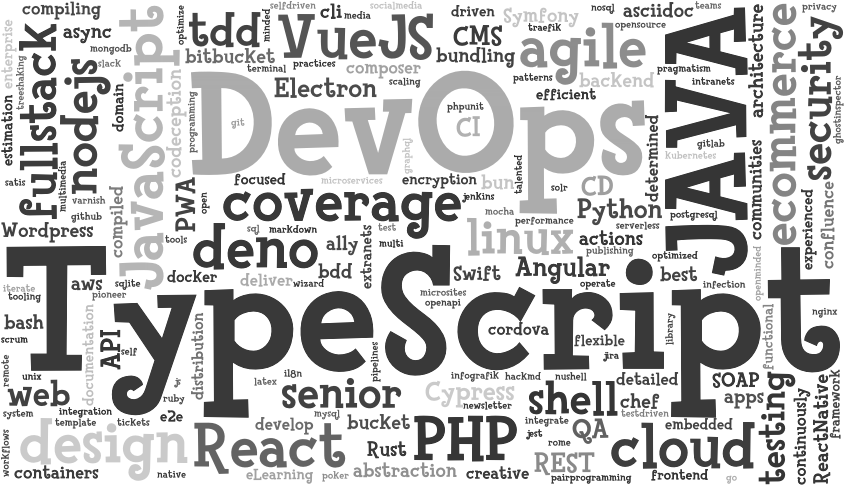 compiling
enterprise
treeshaking
estimation
satis
fullstack
multimedia
async
mongodb
slack
nodejs
varnish
github
Wordpress
domain
compiled
JavaScript
codeception
optimize
tdd
bitbucket
minded
selfdriven
terminal
practices
programming
cli
media
socialmedia
VueJS
composer
scaling
Electron
driven
CMS
bundling
Symfony
traefik
nosql
opensource
asciidoc
teams
agile
patterns
backend
efficient
pragmatism
intranets
privacy
architecture
ecommerce
security
ghostinspector
DevOps
git
phpunit
CI
graphql
talented
determined
gitlab
kubernetes
JAVA
communities
experienced
confluence
openminded
focused
microservices
encryption
bun
solr
CD
PWA
open
tools
coverage
jenkins
mocha
performance
Python
serverless
postgresql
sql
markdown
test
multi
extranets
ally
deno
linux
actions
publishing
optimized
docker
deliver
wizard
bdd
Swift
Angular
operate
best
infection
iterate
tooling
aws
sqlite
pioneer
TypeScript
microsites
openapi
cordova
flexible
jira
library
functional
nginx
bash
scrum
API
self
documentation
distribution
pipelines
remote
unix
web
system
integration
template
tickets
ruby
e2e
latex
i18n
senior
mysql
bucket
infografik
hacKmd
nushell
Cypress
newsletter
shell
detailed
chef
testdriven
SOAP
apps
testing
continuously
ReactNative
framework
workflows
design
containers
native
React
develop
eLearning
poker
Rust
abstraction
PHP
creative
integrate
jest
rome
QA
REST
pairprogramming
embedded
cloud
frontend
go